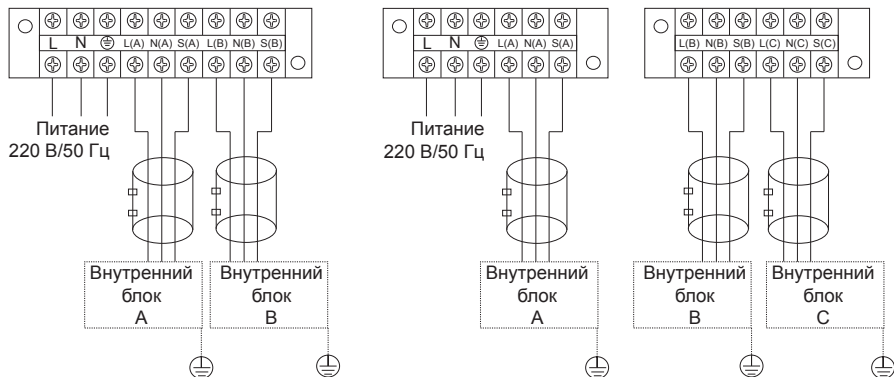 L N L(A) N(A) S(A) L(B) N(B) S(B)
Питание
220 В/50 Гц
Внутренний
блок
A
Внутренний
блок
B
L N L(A) N(A) S(A)
Питание
220 В/50 Гц
Внутренний
блок
A
L(B) N(B) S(B) L(C) N(C) S(C)
Внутренний
блок
B
Внутренний
блок
C